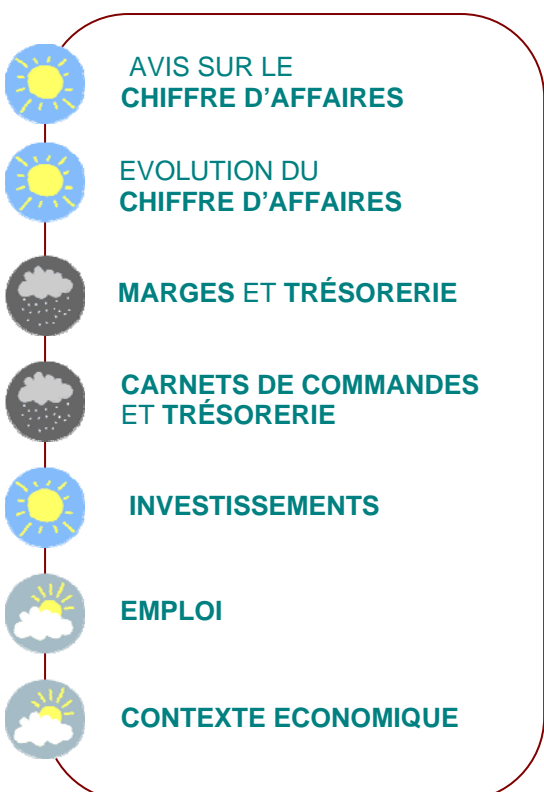 AVIS SUR LE
CHIFFRE D'AFFAIRES
EVOLUTION DU
CHIFFRE D'AFFAIRES
MARGES ET TRÉSORERIE
CARNETS DE COMMANDES
ET TRÉSORERIE
INVESTISSEMENTS
EMPLOI
CONTEXTE ECONOMIQUE